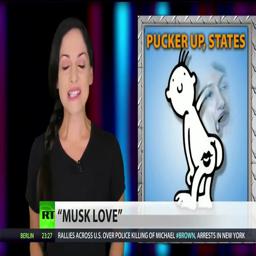 PUCKER UP, STATES
RT "MUSK LOVE"
BERLIN 23:27 RALLIES ACROSS U.S. OVER POLICE KILLING OF MICHAEL #BROWN, ARRESTS IN NEW YORK